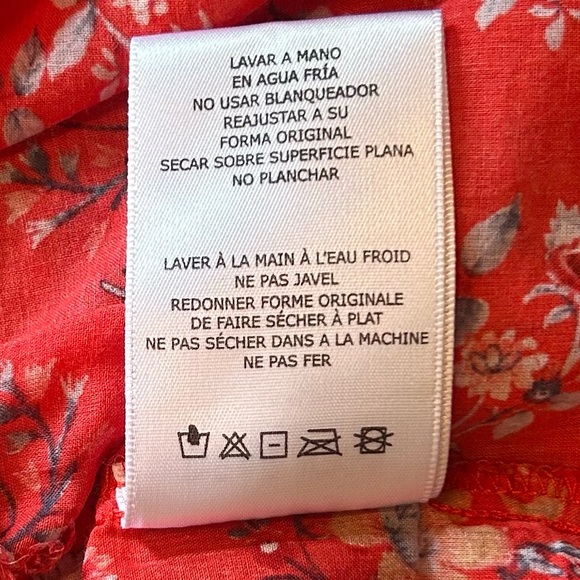 LAVAR A MANO
EN AGUA FRÍA
NO USAR BLANQUEADOR
REAJUSTAR A SU
FORMA ORIGINAL
SECAR SOBRE SUPERFICIE PLANA
NO PLANCHAR
LAVER À LA MAIN À L'EAU FROID
NE PAS JAVEL
REDONNER FORME ORIGINALE
DE FAIRE SÉCHER À PLAT
NE PAS SÉCHER DANS A LA MACHINE
NE PAS FER